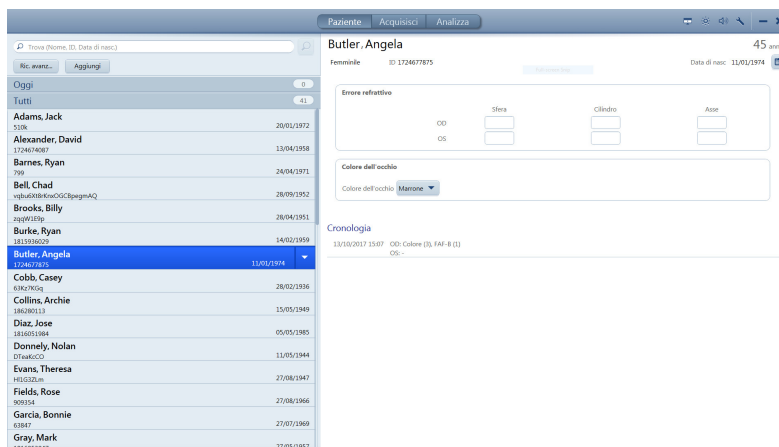 Paziente Acquisisci Analizza
Trova (Nome, ID, Data di nasc.)
Ric. avanz... Aggiungi
Oggi 0
Tutti 41
Adams, Jack
510k 20/01/1972
Alexander, David
1724674087 13/04/1958
Barnes, Ryan
799 24/04/1971
Bell, Chad
vqbu6Xt8rKnxOGCBpegmAQ 28/09/1952
Brooks, Billy
zqqW1E9p 28/04/1951
Burke, Ryan
1815936029 14/02/1959
Butler, Angela
1724677875 11/01/1974
Cobb, Casey
63Kz7KGq 28/02/1936
Collins, Archie
186280113 15/05/1949
Diaz, Jose
1816051984 05/05/1985
Donnely, Nolan
DTeaKcCO 11/05/1944
Evans, Theresa
HI1G3ZLm 27/08/1947
Fields, Rose
909354 27/08/1966
Garcia, Bonnie
63847 27/07/1969
Gray, Mark
Butler, Angela 45 anni
Femminile ID 1724677875 Data di nasc 11/01/1974
Errore refrattivo
Sfera Cilindro Asse
OD
OS
Colore dell'occhio
Colore dell'occhio Marrone
Cronologia
13/10/2017 15:07 OD: Colore (3), FAF-B (1)
OS: -